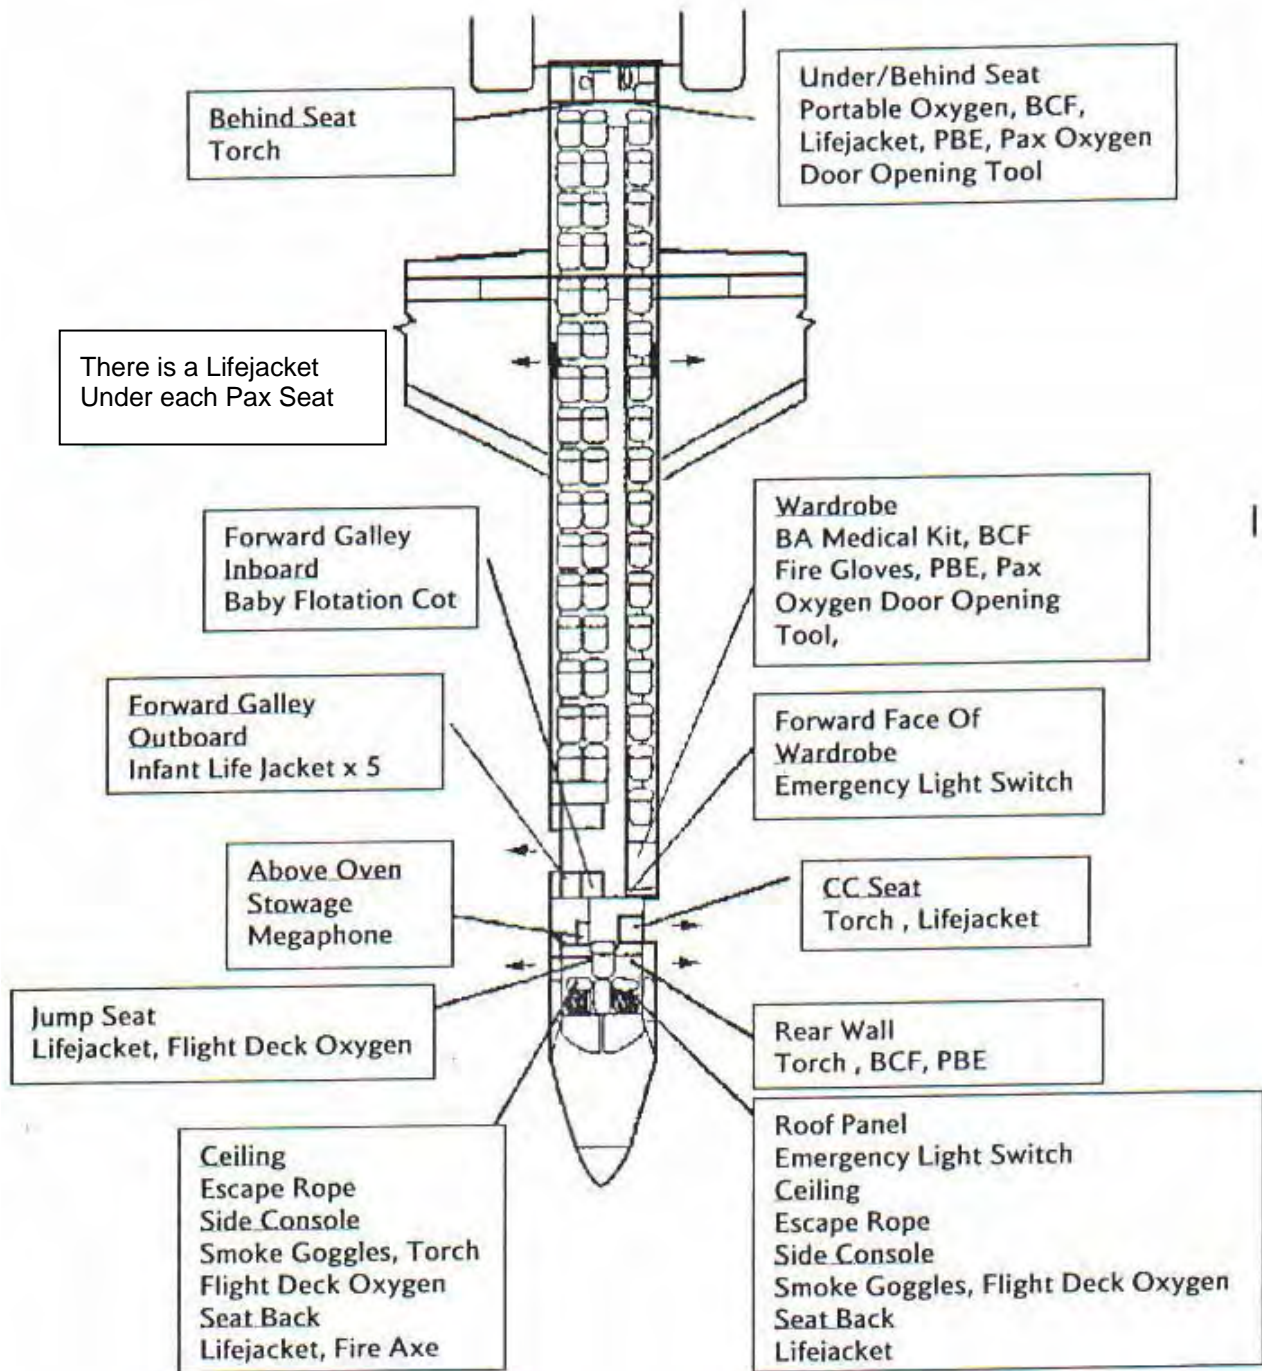 Behind Seat
Torch
Under/Behind Seat
Portable Oxygen, BCF,
Lifejacket, PBE, Pax Oxygen
Door Opening Tool
There is a Lifejacket
Under each Pax Seat
Forward Galley
Inboard
Baby Flotation Cot
Wardrobe
BA Medical Kit, BCF
Fire Gloves, PBE, Pax
Oxygen Door Opening
Tool,
Forward Galley
Outboard
Infant Life Jacket x 5
Forward Face Of
Wardrobe
Emergency Light Switch
Above Oven
Stowage
Megaphone
CC Seat
Torch , Lifejacket
Jump Seat
Lifejacket, Flight Deck Oxygen
Rear Wall
Torch , BCF, PBE
Ceiling
Escape Rope
Side Console
Smoke Goggles, Torch
Flight Deck Oxygen
Seat Back
Lifejacket, Fire Axe
Roof Panel
Emergency Light Switch
Ceiling
Escape Rope
Side Console
Smoke Goggles, Flight Deck Oxygen
Seat Back
Lifejacket